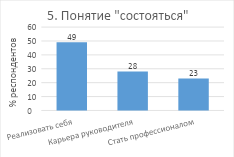 5. Понятие "состояться"
% респондентов
60
50
40
30
20
10
0
49
28
23
Реализовать себя
Карьера руководителя
Стать профессионалом